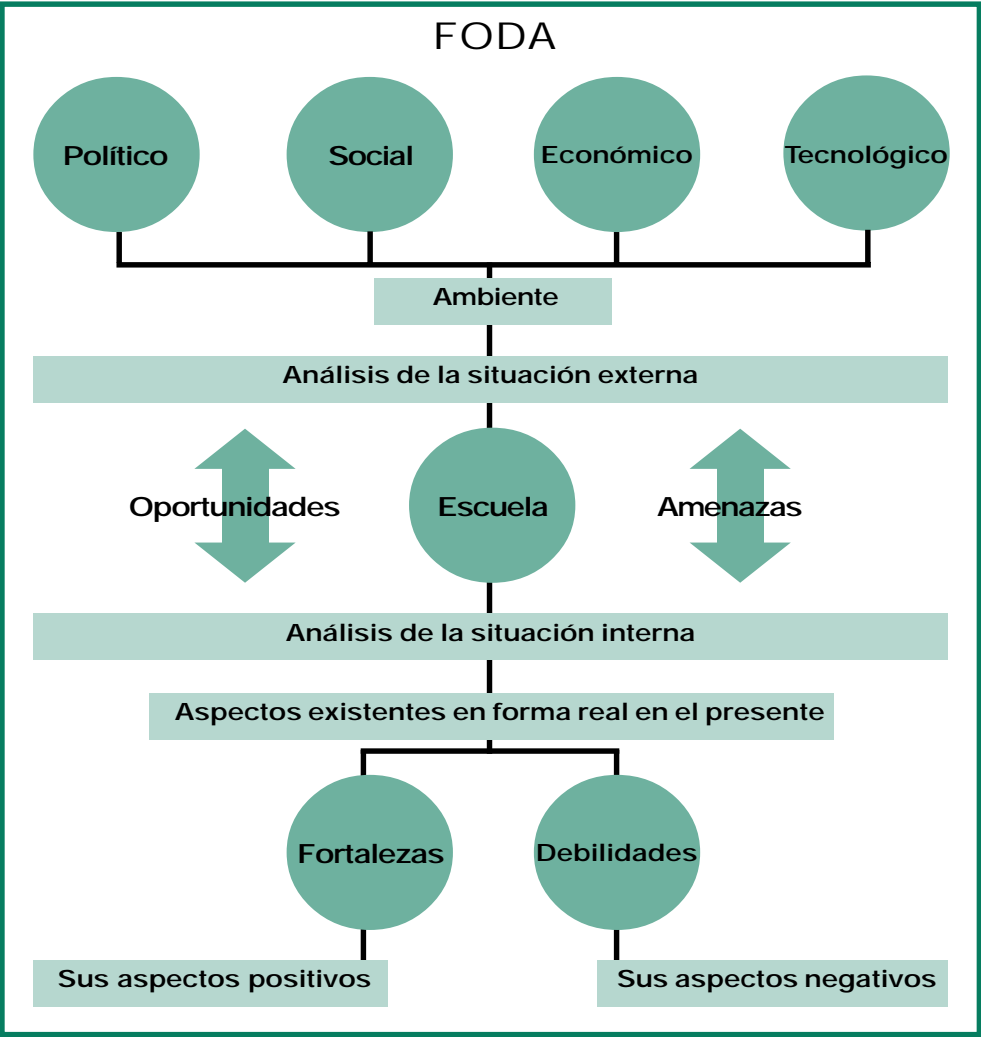 FODA
Político
Social
Económico
Tecnológico
Ambiente
Análisis de la situación externa
Oportunidades
Escuela
Amenazas
Análisis de la situación interna
Aspectos existentes en forma real en el presente
Fortalezas
Debilidades
Sus aspectos positivos
Sus aspectos negativos